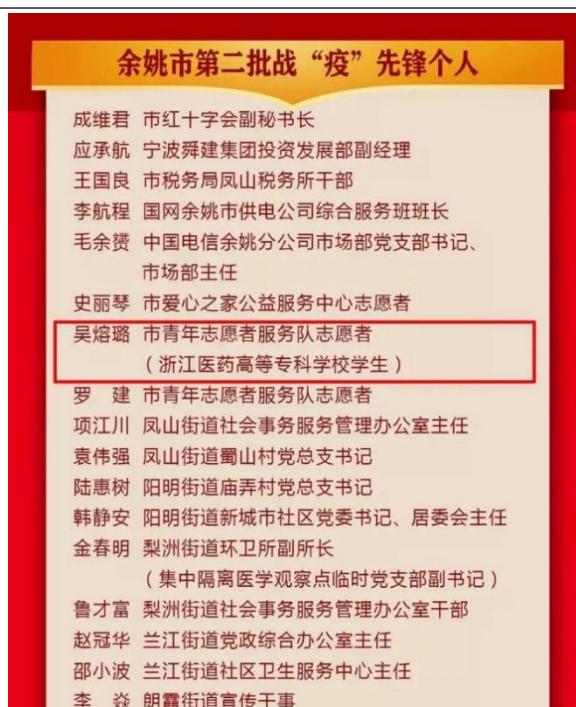 余姚市第二批战“疫”先锋个人
成维君 市红十字会副秘书长
应承航 宁波舜建集团投资发展部副经理
王国良 市税务局凤山税务所干部
李航程 国网余姚市供电公司综合服务班班长
毛余赟 中国电信余姚分公司市场部党支部书记、
市场部主任
史丽琴 市爱心之家公益服务中心志愿者
吴熔璐 市青年志愿者服务队志愿者
（浙江医药高等专科学校学生）
罗　建 市青年志愿者服务队志愿者
项江川 凤山街道社会事务服务管理办公室主任
袁伟强 凤山街道蜀山村党总支书记
陆惠树 阳明街道庙弄村党总支书记
韩静安 阳明街道新城市社区党委书记、居委会主任
金春明 梨洲街道环卫所副所长
（集中隔离医学观察点临时党支部副书记）
鲁才富 梨洲街道社会事务服务管理办公室干部
赵冠华 兰江街道党政综合办公室主任
邵小波 兰江街道社区卫生服务中心主任
李　焱 朗霞街道宣传干事